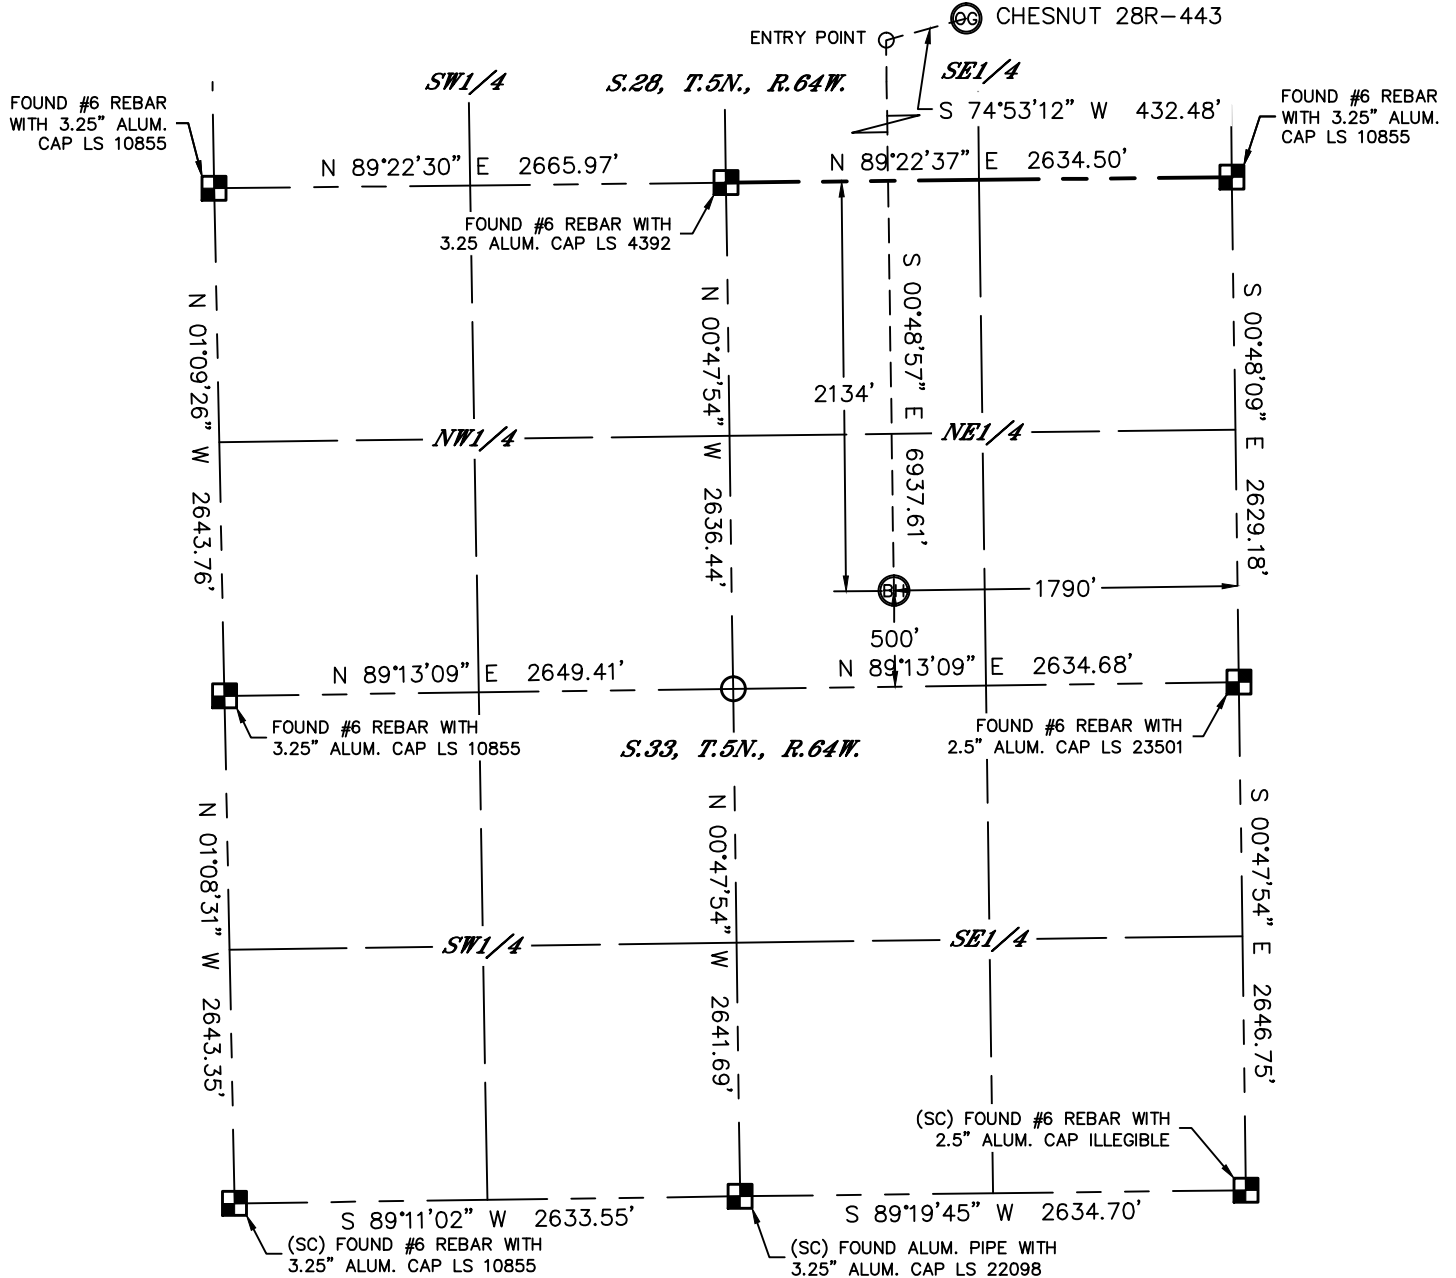 CHESNUT 28R-443
OG
ENTRY POINT
SW1/4
S.28, T.5N., R.64W.
SE1/4
FOUND #6 REBAR
WITH 3.25" ALUM.
CAP LS 10855
S 74°53'12" W 432.48'
FOUND #6 REBAR
WITH 3.25" ALUM.
CAP LS 10855
N 89°22'30" E 2665.97'
N 89°22'37" E 2634.50'
FOUND #6 REBAR WITH
3.25 ALUM. CAP LS 4392
N 01°09'26" W 2643.76'
N 00°47'54" W 2636.44'
S 00°48'57" E 6937.61'
S 00°48'09" E 2629.18'
2134'
NW1/4
NE1/4
BH
1790'
500'
N 89°13'09" E 2649.41'
N 89°13'09" E 2634.68'
FOUND #6 REBAR WITH
3.25" ALUM. CAP LS 10855
FOUND #6 REBAR WITH
2.5" ALUM. CAP LS 23501
S.33, T.5N., R.64W.
N 01°08'31" W 2643.35'
N 00°47'54" W 2641.69'
S 00°47'54" E 2646.75'
SW1/4
SE1/4
(SC) FOUND #6 REBAR WITH
2.5" ALUM. CAP ILLEGIBLE
S 89°11'02" W 2633.55'
S 89°19'45" W 2634.70'
(SC) FOUND #6 REBAR WITH
3.25" ALUM. CAP LS 10855
(SC) FOUND ALUM. PIPE WITH
3.25" ALUM. CAP LS 22098